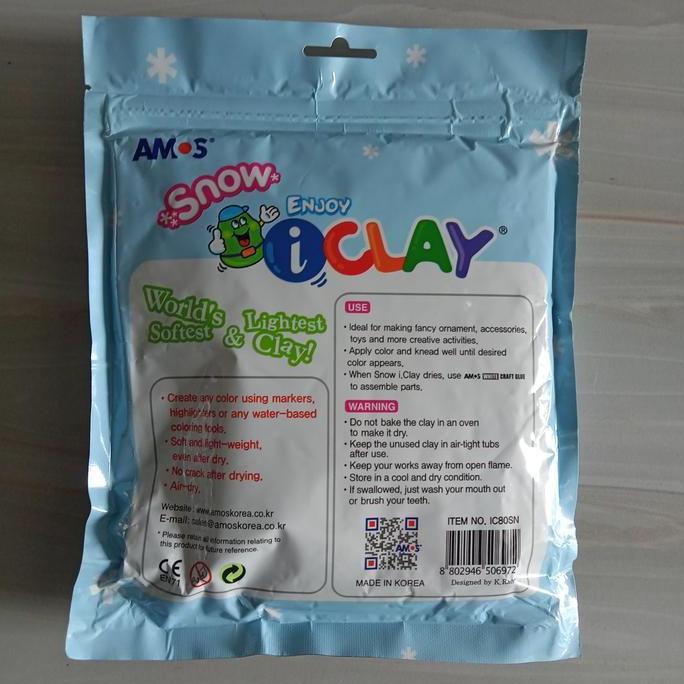 AMOS®
Snow
ENJOY
i CLAY®
World's
Softest
&
Lightest
Clay!
• Create any color using markers,
highlighters or any water-based
coloring tools.
• Soft and light-weight,
even after dry.
• No crack after drying.
• Air-dry.
Website: www.amoskorea.co.kr
E-mail: sales@amoskorea.co.kr
* Please retain all information relating to
this product for future reference.
CE
EN71
USE
• Ideal for making fancy ornament, accessories,
toys and more creative activities.
• Apply color and knead well until desired
color appears.
• When Snow i,Clay dries, use AMOS WHITE CRAFT GLUE
to assemble parts.
WARNING
• Do not bake the clay in an oven
to make it dry.
• Keep the unused clay in air-tight tubs
after use.
• Keep your works away from open flame.
• Store in a cool and dry condition.
• If swallowed, just wash your mouth out
or brush your teeth.
AMOS
MADE IN KOREA
ITEM NO. IC80SN
8 802946 506972
Designed by K.